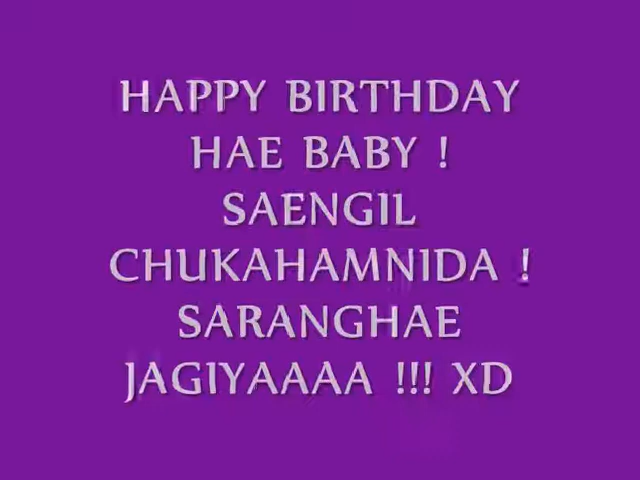 HAPPY BIRTHDAY
HAE BABY !
SAENGIL
CHUKAHAMNIDA !
SARANGHAE
JAGIYAAAA !!! XD